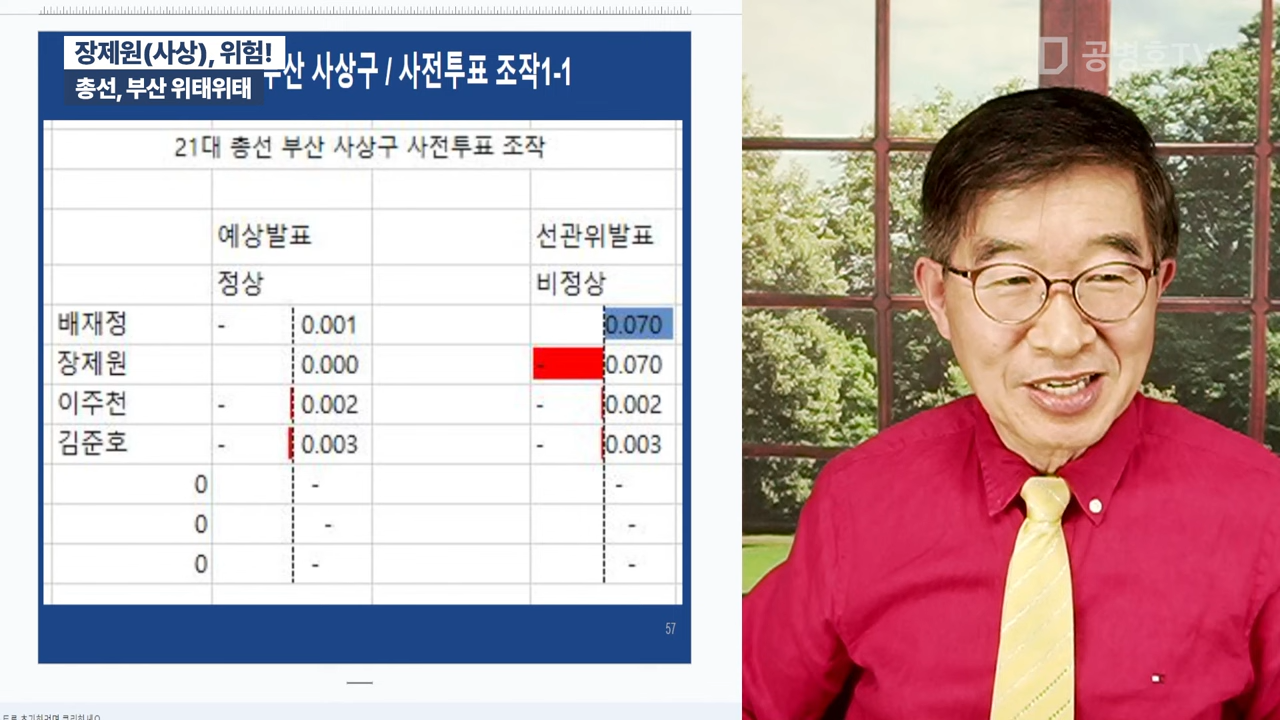 장제원(사상), 위험!
총선, 부산 위태위태
부산 사상구 / 사전투표 조작1-1
21대 총선 부산 사상구 사전투표 조작
예상발표 선관위발표
정상 비정상
배재정 - 0.001 0.070
장제원 0.000 - 0.070
이주천 - 0.002 - 0.002
김준호 - 0.003 - 0.003
0 - -
0 - -
0 - -
57
공병호TV